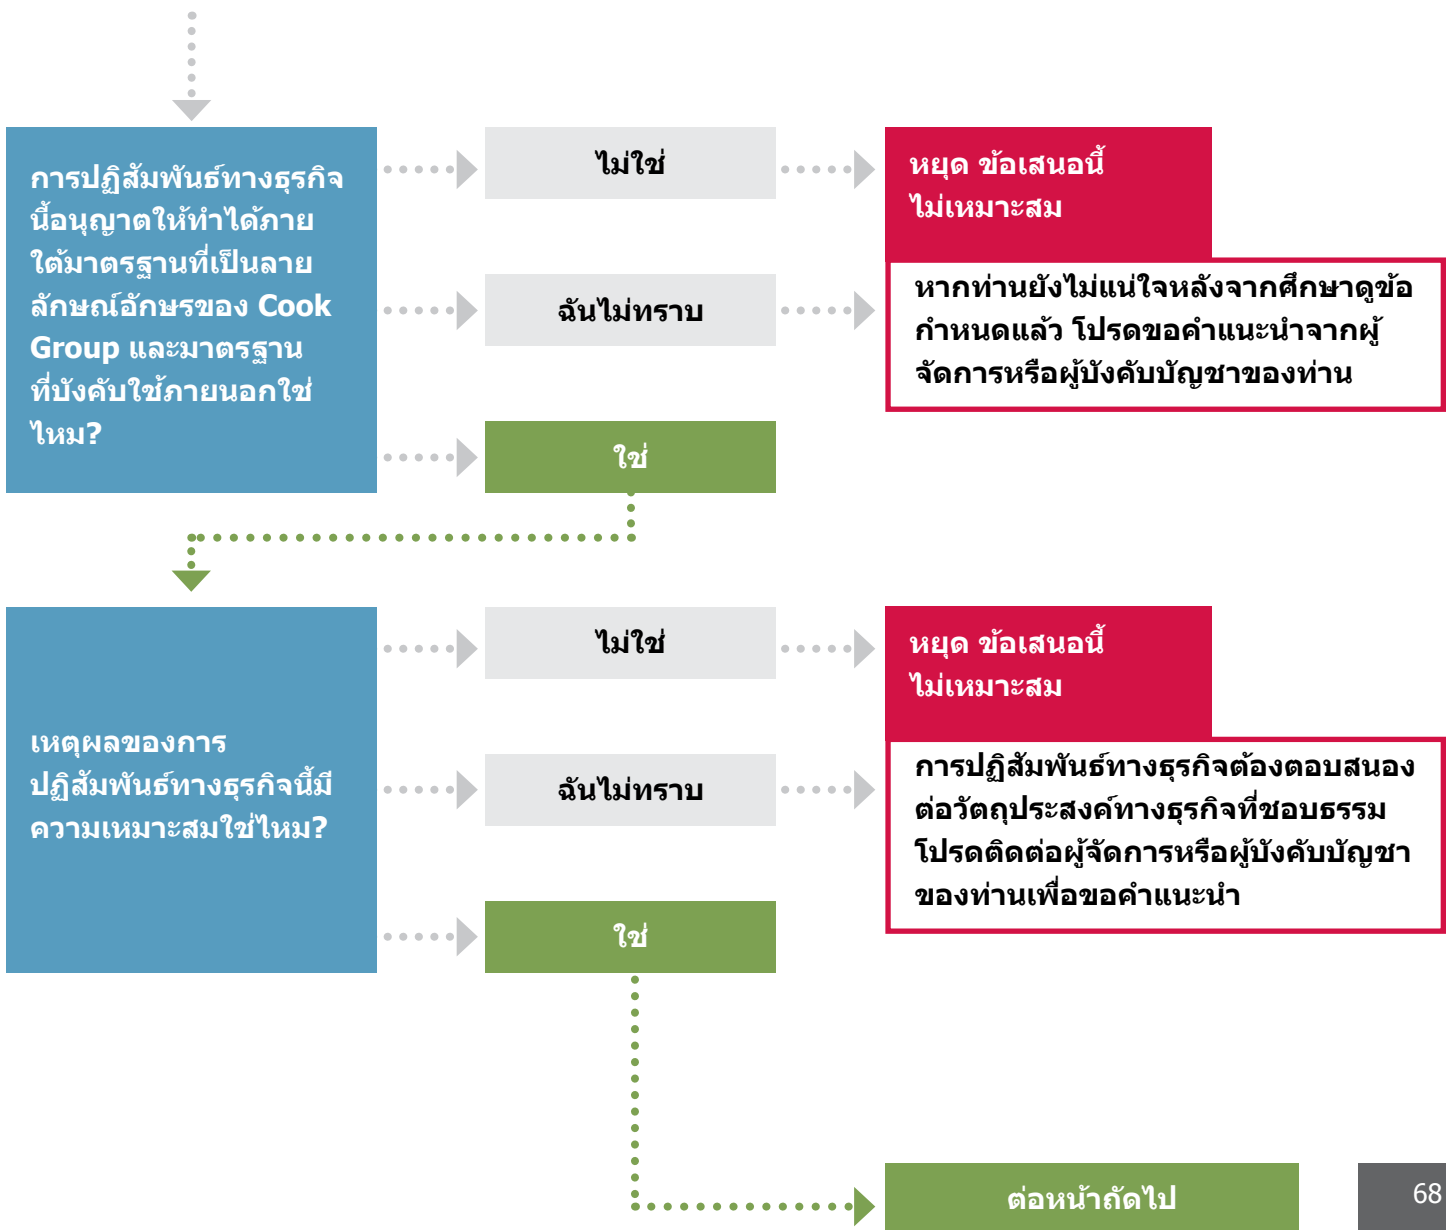 การปฏิสัมพันธ์ทางธุรกิจ
นี้อนุญาตให้ทำได้ภาย
ใต้มาตรฐานที่เป็นลาย
ลักษณ์อักษรของ Cook
Group และมาตรฐาน
ที่บังคับใช้ภายนอกใช่
ไหม?
ไม่ใช่
หยุด ข้อเสนอนี้
ไม่เหมาะสม
ฉันไม่ทราบ
หากท่านยังไม่แน่ใจหลังจากศึกษาดูข้อ
กำหนดแล้ว โปรดขอคำแนะนำจากผู้
จัดการหรือผู้บังคับบัญชาของท่าน
ใช่
เหตุผลของการ
ปฏิสัมพันธ์ทางธุรกิจนี้มี
ความเหมาะสมใช่ไหม?
ไม่ใช่
หยุด ข้อเสนอนี้
ไม่เหมาะสม
ฉันไม่ทราบ
การปฏิสัมพันธ์ทางธุรกิจต้องตอบสนอง
ต่อวัตถุประสงค์ทางธุรกิจที่ชอบธรรม
โปรดติดต่อผู้จัดการหรือผู้บังคับบัญชา
ของท่านเพื่อขอคำแนะนำ
ใช่
ต่อหน้าถัดไป
68